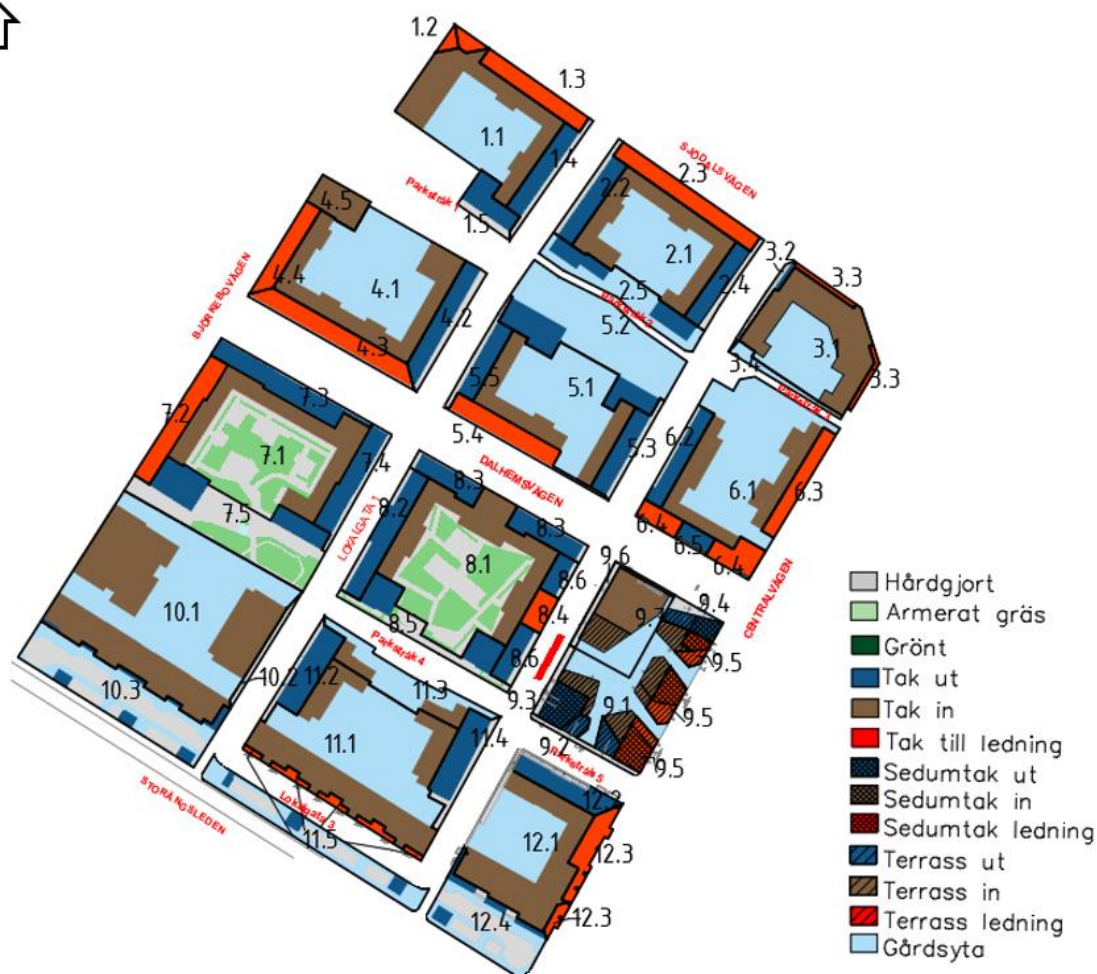 1.2
1.3
1.1
1.4
1.5
Parkstråk 1
SJÖDALSVÄGEN
2.3
2.2
2.1
2.4
2.5
3.2
3.3
3.1
3.4
3.3
4.5
4.4
4.1
4.2
4.3
BJÖRKEBOVÄGEN
5.2
5.1
5.5
5.4
5.3
DALHEMSVÄGEN
6.2
6.1
6.3
6.4
6.5
6.4
CENTRALVÄGEN
7.2
7.3
7.1
7.4
7.5
LOKALGATA 1
8.3
8.2
8.3
8.1
8.6
8.4
8.5
8.6
Parkstråk 4
9.6
9.4
9.5
9.1
9.3
9.5
9.2
9.5
Parkstråk 5
10.1
10.2
10.3
11.2
11.3
11.1
11.4
Lokalgata 3
11.5
STORÄNGSLEDEN
12.1
12.3
12.3
12.4
Hårdgjort
Armerat gräs
Grönt
Tak ut
Tak in
Tak till ledning
Sedumtak ut
Sedumtak in
Sedumtak ledning
Terrass ut
Terrass in
Terrass ledning
Gårdsyta